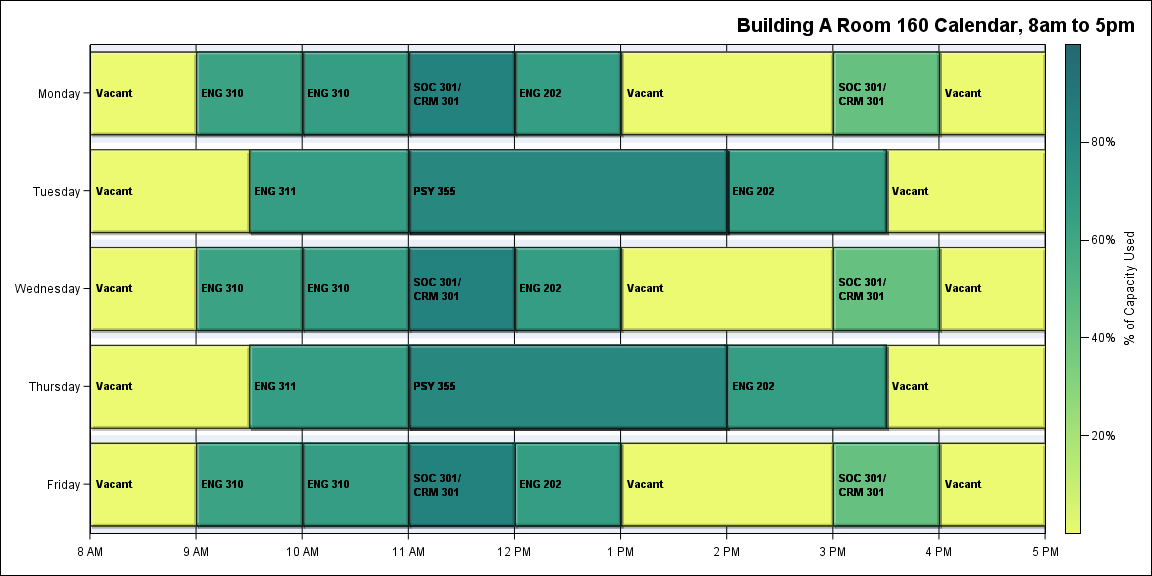 Building A Room 160 Calendar, 8am to 5pm
Monday
Vacant
ENG 310
ENG 310
SOC 301/
CRM 301
ENG 202
Vacant
SOC 301/
CRM 301
Vacant
Tuesday
Vacant
ENG 311
PSY 355
ENG 202
Vacant
Wednesday
Vacant
ENG 310
ENG 310
SOC 301/
CRM 301
ENG 202
Vacant
SOC 301/
CRM 301
Vacant
Thursday
Vacant
ENG 311
PSY 355
ENG 202
Vacant
Friday
Vacant
ENG 310
ENG 310
SOC 301/
CRM 301
ENG 202
Vacant
SOC 301/
CRM 301
Vacant
8 AM 9 AM 10 AM 11 AM 12 PM 1 PM 2 PM 3 PM 4 PM 5 PM
80%
60%
40%
20%
% of Capacity Used